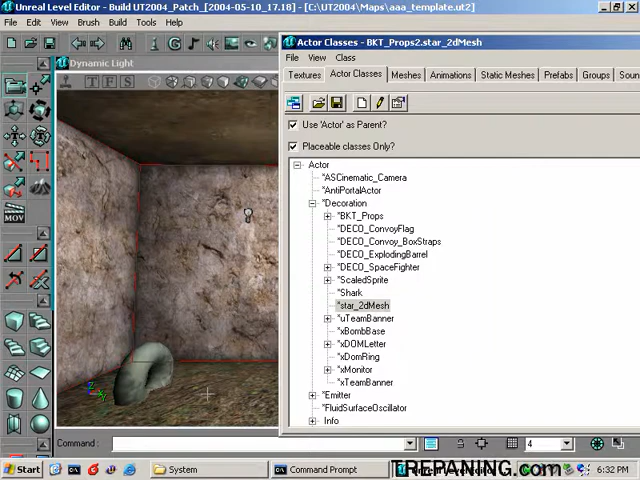 Unreal Level Editor - Build UT2004_Patch_[2004-05-10_17.18] - [C:\UT2004\Maps\aaa_template.ut2]
File View Brush Build Tools Help
Dynamic Light
T F S
Actor Classes - BKT_Props2.star_2dMesh
File View Class
Textures Actor Classes Meshes Animations Static Meshes Prefabs Groups
Use 'Actor' as Parent?
Placeable classes Only?
Actor
*ASCinematic_Camera
*AntiPortalActor
*Decoration
*BKT_Props
*DECO_ConvoyFlag
*DECO_Convoy_BoxStraps
*DECO_ExplodingBarrel
*DECO_SpaceFighter
*ScaledSprite
*Shark
*star_2dMesh
*uTeamBanner
*xBombBase
*xDOMLetter
*xDomRing
*xMonitor
*xTeamBanner
*Emitter
*FluidSurfaceOscillator
Info
MOV
Z X Y
Command :
4
Start System Command Prompt
TREPANING.com
6:32 PM